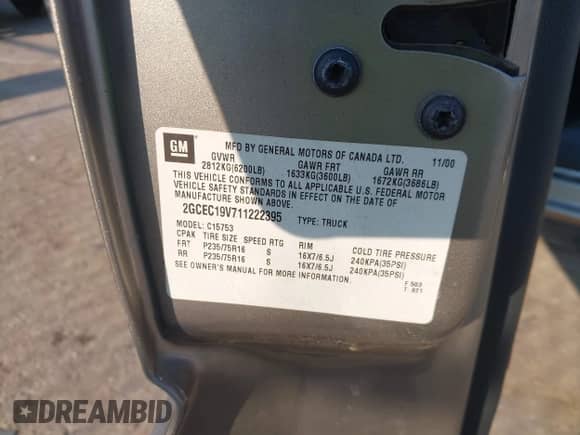 GM
MFD BY GENERAL MOTORS OF CANADA LTD. 11/00
GVWR GAWR FRT GAWR RR
2812KG(6200LB) 1633KG(3600LB) 1672KG(3686LB)
THIS VEHICLE CONFORMS TO ALL APPLICABLE U.S. FEDERAL MOTOR
VEHICLE SAFETY STANDARDS IN EFFECT ON THE DATE OF
MANUFACTURE SHOWN ABOVE.
2GCEC19V711222395 TYPE: TRUCK
MODEL: C15753
CPAK TIRE SIZE SPEED RTG RIM COLD TIRE PRESSURE
FRT P235/75R16 S 16X7/6.5J 240KPA(35PSI)
RR P235/75R16 S 16X7/6.5J 240KPA(35PSI)
SEE OWNER'S MANUAL FOR MORE INFORMATION.
F 503
T 821
DREAMBID